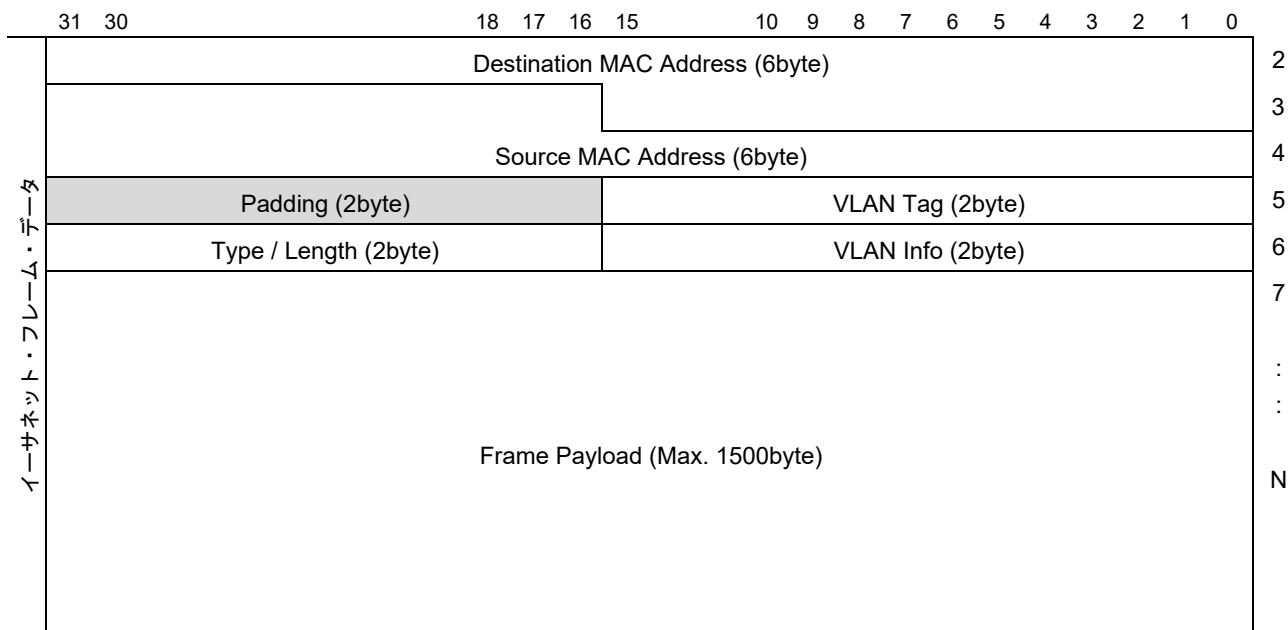 31 30 18 17 16 15 10 9 8 7 6 5 4 3 2 1 0
Destination MAC Address (6byte) 2
3
Source MAC Address (6byte) 4
Padding (2byte) VLAN Tag (2byte) 5
Type / Length (2byte) VLAN Info (2byte) 6
7
:
:
Frame Payload (Max. 1500byte)
N
イーサネット・フレーム・データ